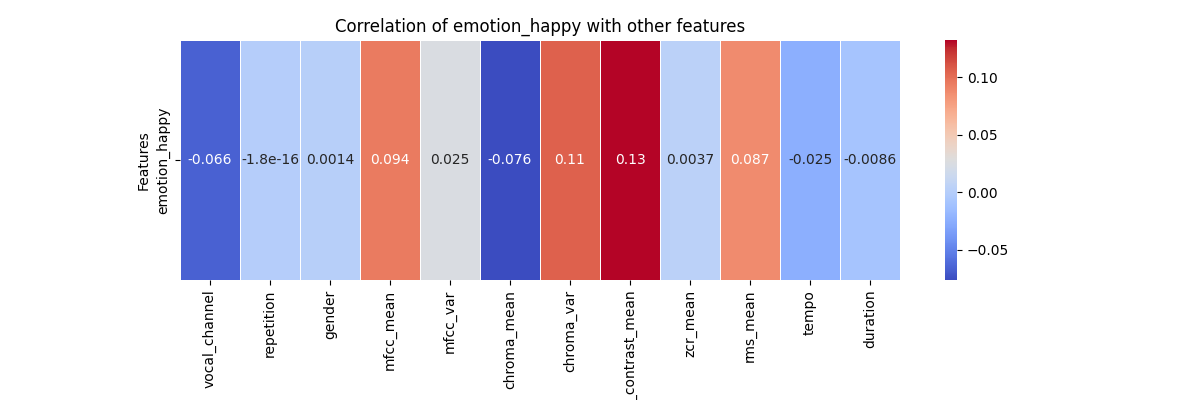 Correlation of emotion_happy with other features
Features
emotion_happy
-0.066 -1.8e-16 0.0014 0.094 0.025 -0.076 0.11 0.13 0.0037 0.087 -0.025 -0.0086
0.10
0.05
0.00
−0.05
vocal_channel
repetition
gender
mfcc_mean
mfcc_var
chroma_mean
chroma_var
_contrast_mean
zcr_mean
rms_mean
tempo
duration